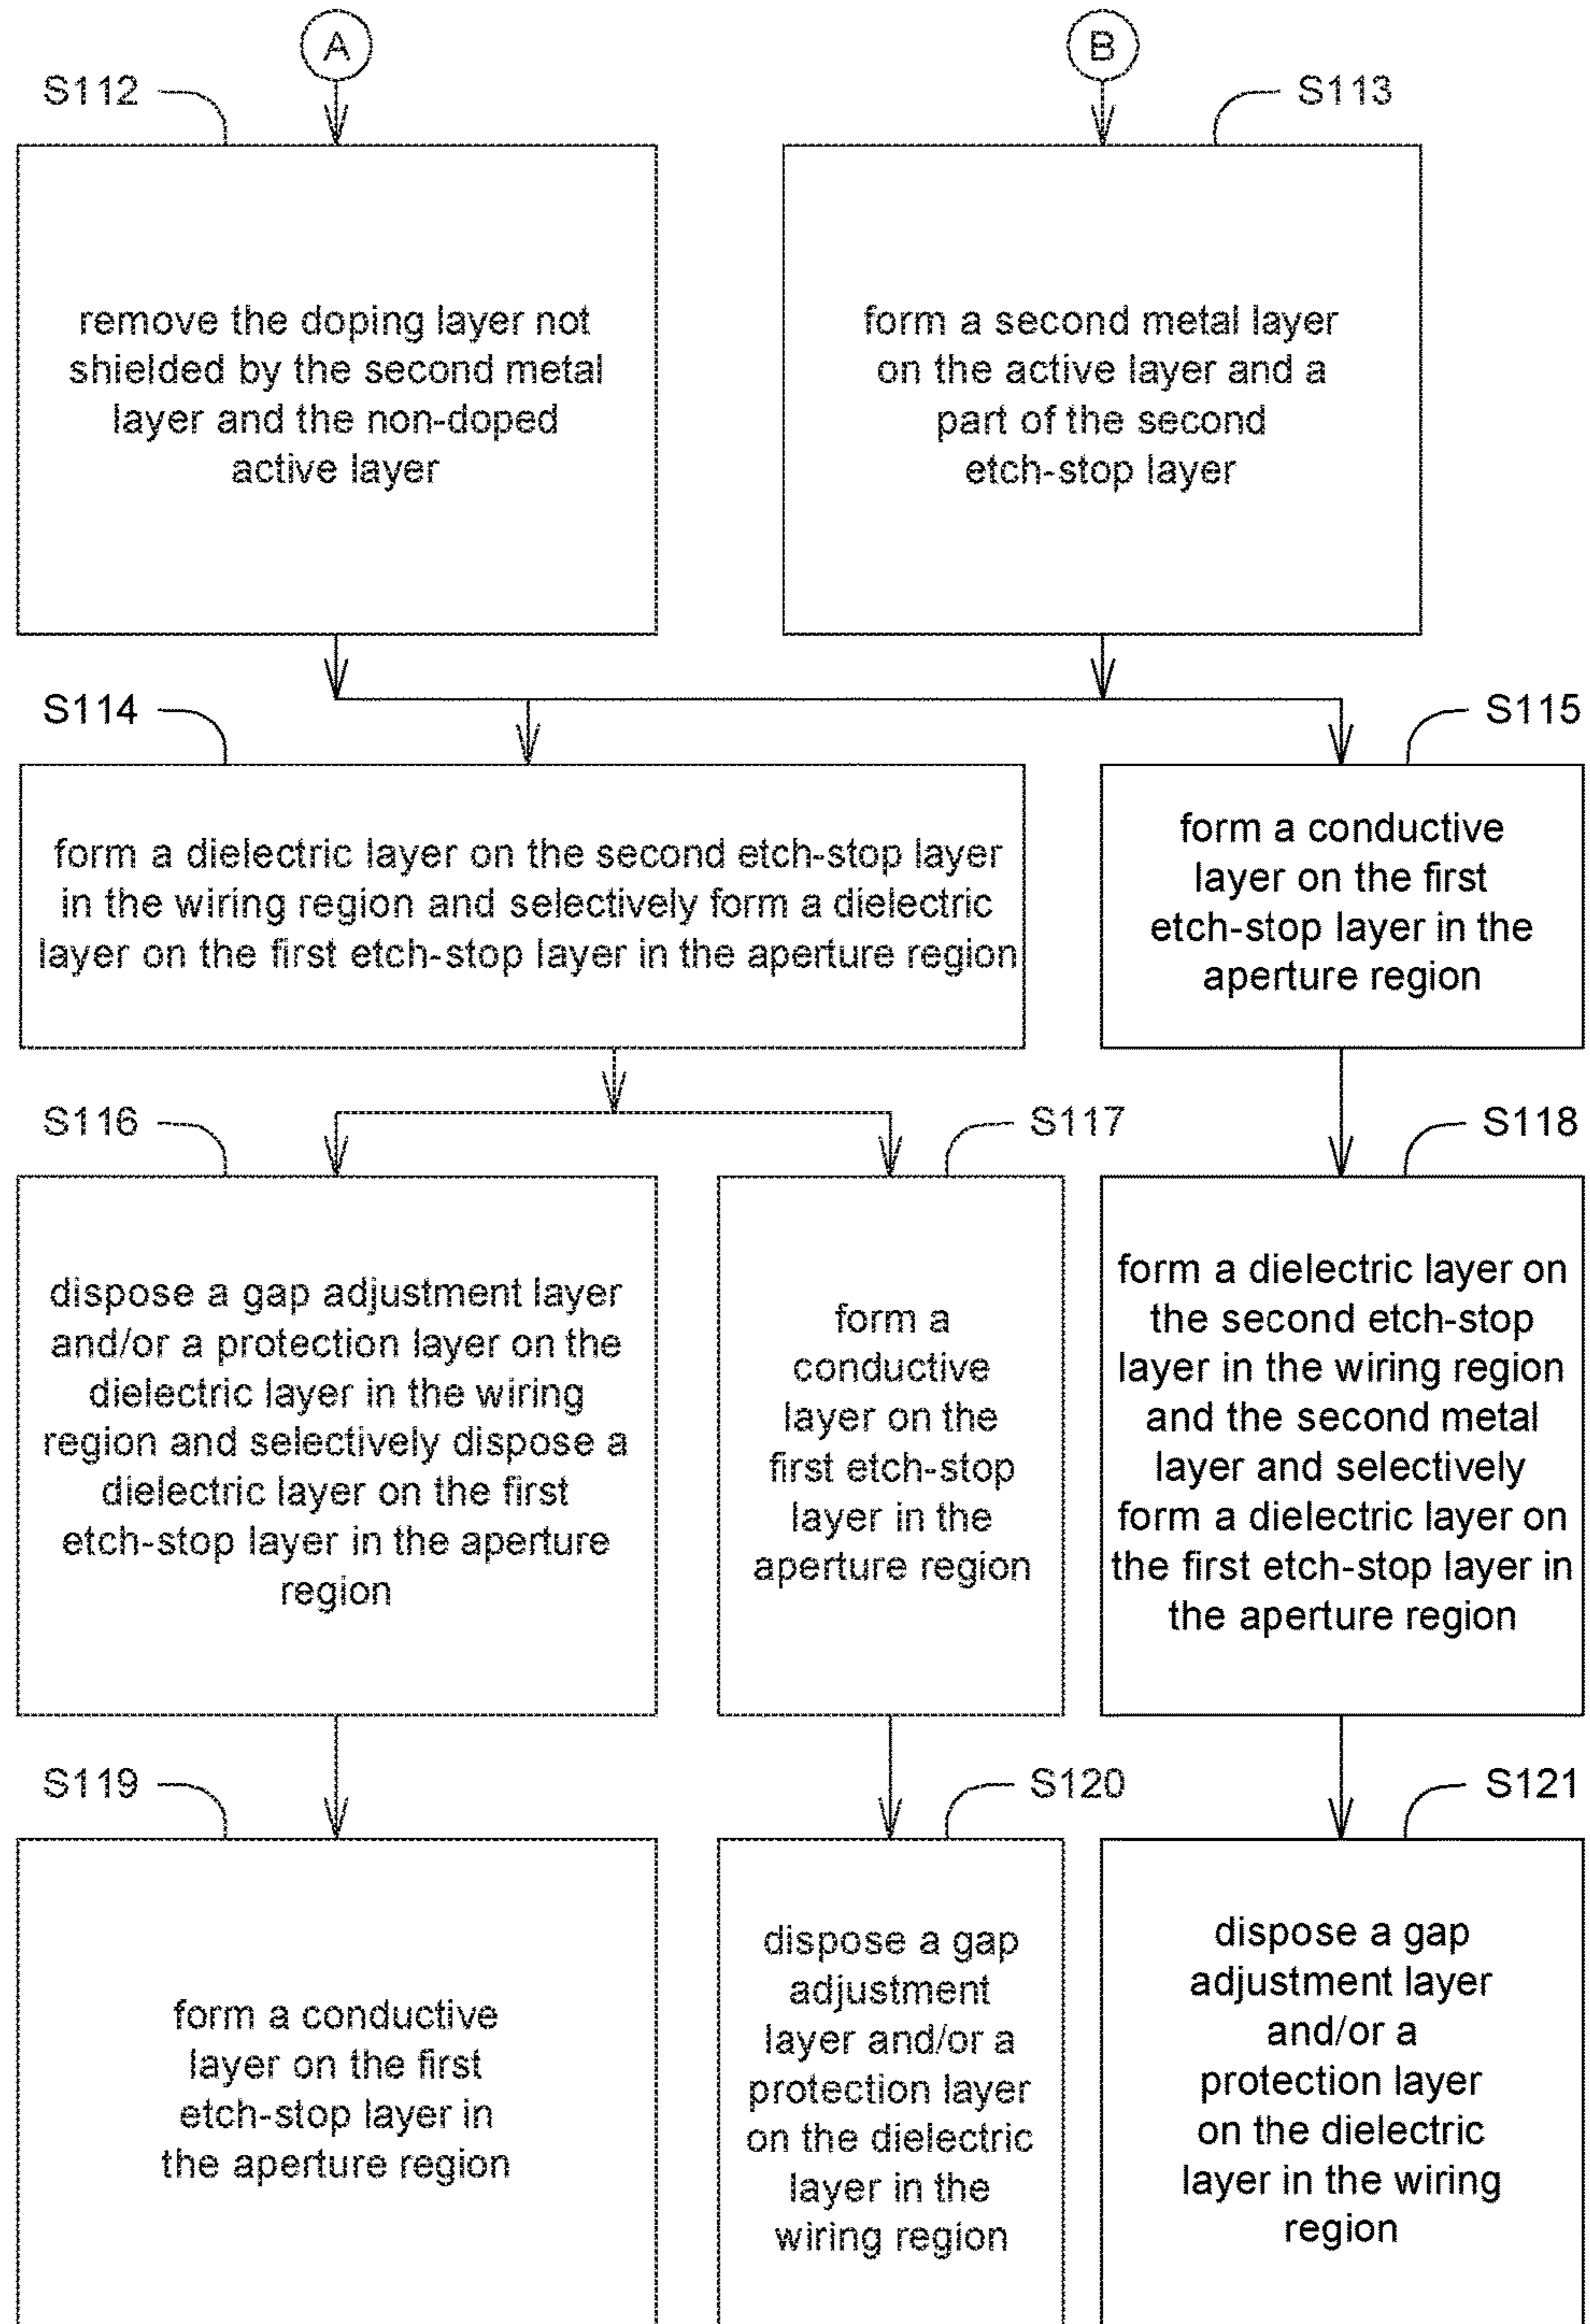 A
B
S112
S113
remove the doping layer not
shielded by the second metal
layer and the non-doped
active layer
form a second metal layer
on the active layer and a
part of the second
etch-stop layer
S114
S115
form a dielectric layer on the second etch-stop layer
in the wiring region and selectively form a dielectric
layer on the first etch-stop layer in the aperture region
form a conductive
layer on the first
etch-stop layer in the
aperture region
S116
S117
S118
dispose a gap adjustment layer
and/or a protection layer on the
dielectric layer in the wiring
region and selectively dispose a
dielectric layer on the first
etch-stop layer in the aperture
region
form a
conductive
layer on the
first etch-stop
layer in the
aperture region
form a dielectric layer on
the second etch-stop
layer in the wiring region
and the second metal
layer and selectively
form a dielectric layer on
the first etch-stop layer in
the aperture region
S119
S120
S121
form a conductive
layer on the first
etch-stop layer in
the aperture region
dispose a gap
adjustment
layer and/or a
protection layer
on the dielectric
layer in the
wiring region
dispose a gap
adjustment layer
and/or a
protection layer
on the dielectric
layer in the wiring
region